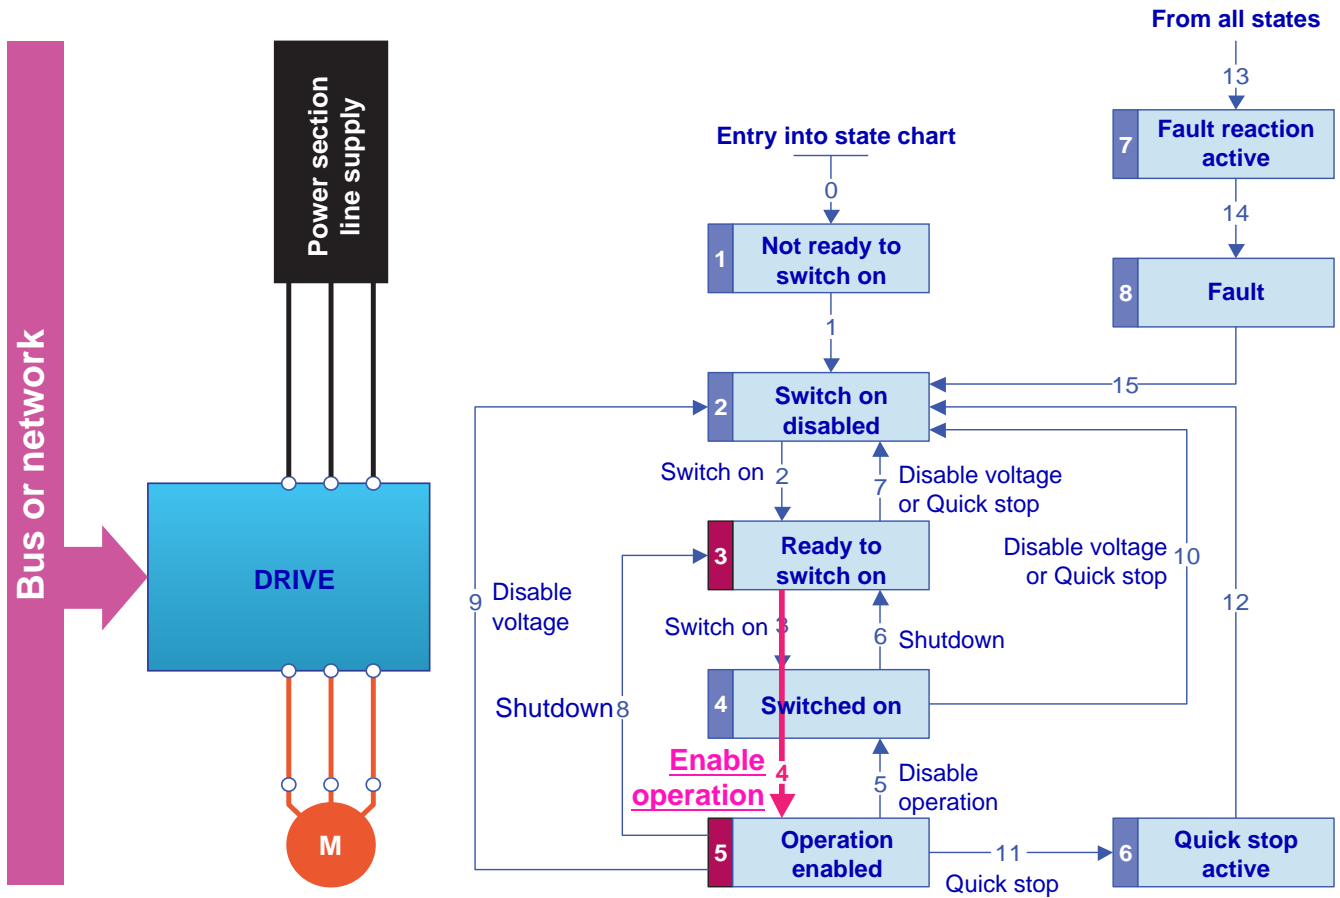 Bus or network
Power section
line supply
DRIVE
M
Entry into state chart
0
1
Not ready to
switch on
1
2
Switch on
disabled
Switch on
2
7
Disable voltage
or Quick stop
3
Ready to
switch on
Switch on
3
6
Shutdown
4
Switched on
Enable
operation
4
5
Disable
operation
5
Operation
enabled
9
Disable
voltage
Shutdown
8
From all states
13
7
Fault reaction
active
14
8
Fault
15
Disable voltage
or Quick stop
10
12
11
Quick stop
6
Quick stop
active